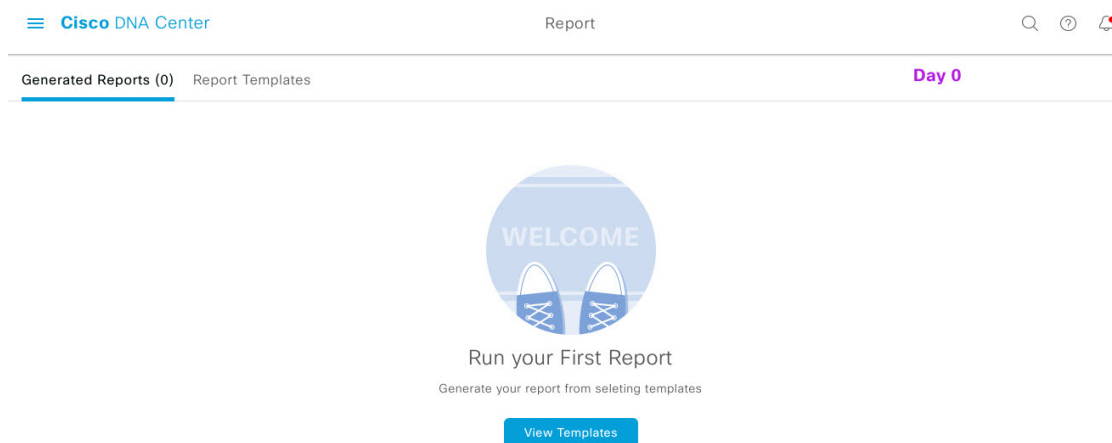 Cisco DNA Center
Report
Generated Reports (0) Report Templates
Day 0
WELCOME
Run your First Report
Generate your report from seleting templates
View Templates